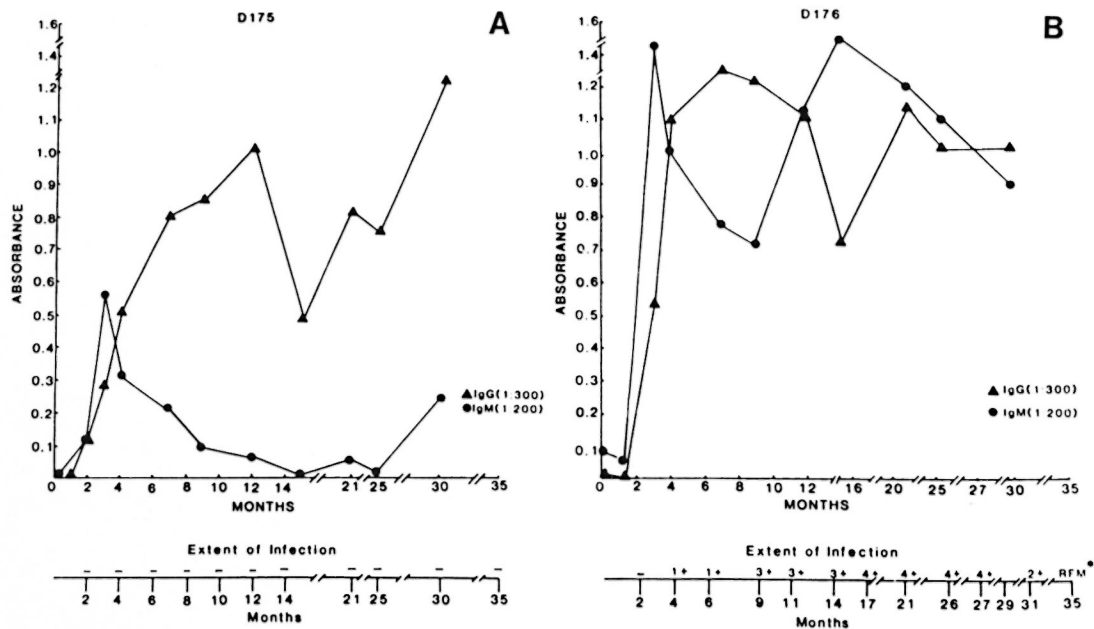 D175
A
1.6
1.4
1.2
1.0
0.9
0.8
0.7
0.6
0.5
0.4
0.3
0.2
0.1
ABSORBANCE
IgG(1:300)
IgM(1:200)
0 2 4 6 8 10 12 14 21 25 30 35
MONTHS
Extent of Infection
– – – – – – – – – – –
2 4 6 8 10 12 14 21 25 30 35
Months
D176
B
1.6
1.4
1.2
1.1
1.0
0.9
0.7
0.6
0.5
0.4
0.3
0.2
0.1
ABSORBANCE
IgG(1:300)
IgM(1:200)
0 2 4 6 8 10 12 14 16 20 25 27 30 35
MONTHS
Extent of Infection
– 1+ 1+ 3+ 3+ 3+ 4+ 4+ 4+ 4+ 2+ RFM*
2 4 6 9 11 14 17 21 26 27 29 31 35
Months